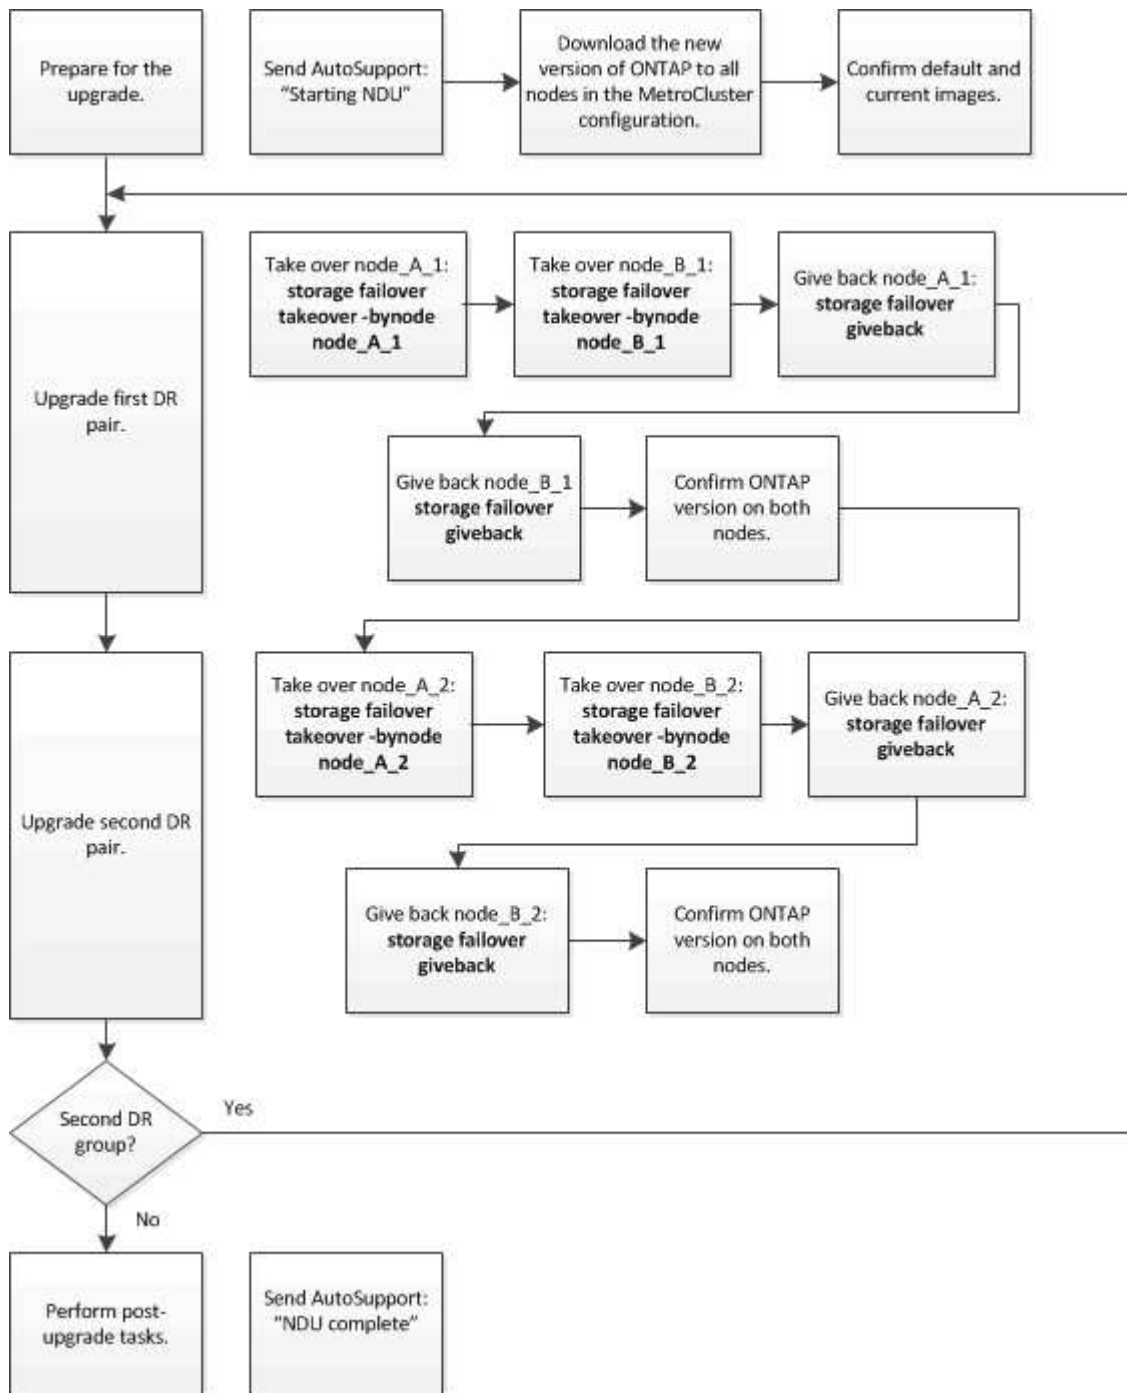 Prepare for the
upgrade.
Send AutoSupport:
“Starting NDU”
Download the new
version of ONTAP to all
nodes in the MetroCluster
configuration.
Confirm default and
current images.
Upgrade first DR
pair.
Take over node_A_1:
storage failover
takeover -bynode
node_A_1
Take over node_B_1:
storage failover
takeover -bynode
node_B_1
Give back node_A_1:
storage failover
giveback
Give back node_B_1
storage failover
giveback
Confirm ONTAP
version on both
nodes.
Upgrade second DR
pair.
Take over node_A_2:
storage failover
takeover -bynode
node_A_2
Take over node_B_2:
storage failover
takeover -bynode
node_B_2
Give back node_A_2:
storage failover
giveback
Give back node_B_2:
storage failover
giveback
Confirm ONTAP
version on both
nodes.
Second DR
group?
Yes
No
Perform post-
upgrade tasks.
Send AutoSupport:
“NDU complete”